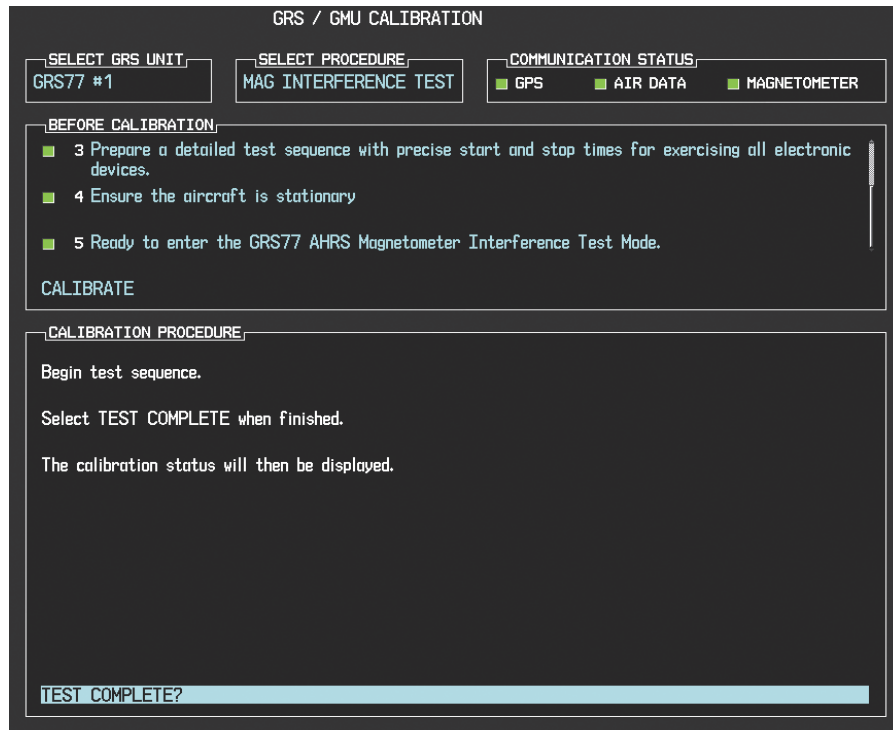 GRS / GMU CALIBRATION
SELECT GRS UNIT
SELECT PROCEDURE
COMMUNICATION STATUS
GRS77 #1
MAG INTERFERENCE TEST
GPS
AIR DATA
MAGNETOMETER
BEFORE CALIBRATION
3 Prepare a detailed test sequence with precise start and stop times for exercising all electronic
devices.
4 Ensure the aircraft is stationary
5 Ready to enter the GRS77 AHRS Magnetometer Interference Test Mode.
CALIBRATE
CALIBRATION PROCEDURE
Begin test sequence.
Select TEST COMPLETE when finished.
The calibration status will then be displayed.
TEST COMPLETE?